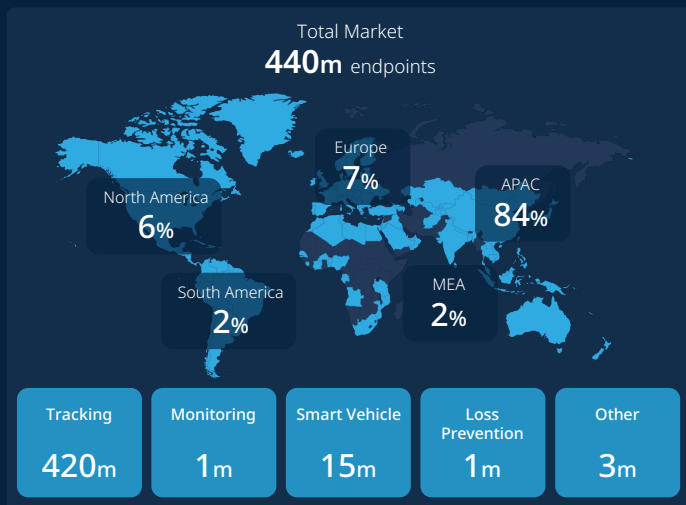 Total Market
440m endpoints
Europe
7%
APAC
84%
North America
6%
MEA
2%
South America
2%
Tracking
420m
Monitoring
1m
Smart Vehicle
15m
Loss
Prevention
1m
Other
3m